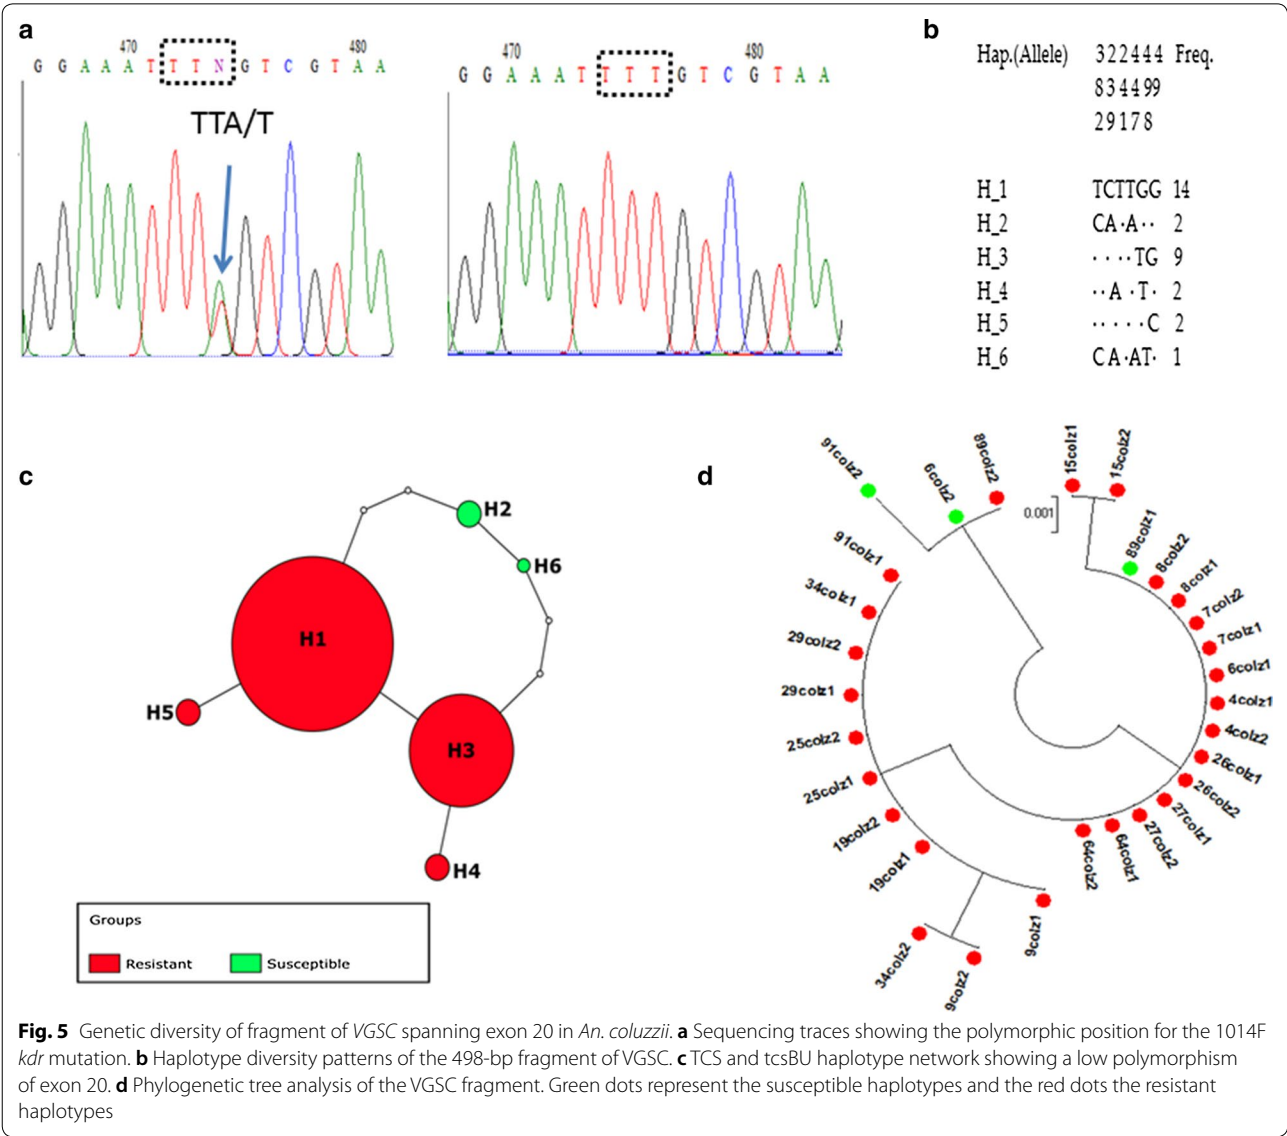 a
470 480
G G A A A T T T N G T C G T A A
TTA/T
470 480
G G A A A T T T T G T C G T A A
b
Hap.(Allele) 322444 Freq.
834499
29178
H_1 TCTTGG 14
H_2 CA·A·· 2
H_3 ····TG 9
H_4 ··A·T· 2
H_5 ·····C 2
H_6 CA·AT· 1
c
H2
H6
H1
H5
H3
H4
Groups
Resistant Susceptible
d
0.001
91colz2
6colz2
89colz2
15colz1
15colz2
89colz1
8colz2
8colz1
7colz2
7colz1
6colz1
4colz1
4colz2
26colz1
26colz2
27colz1
27colz2
64colz1
64colz2
91colz1
34colz1
29colz2
29colz1
25colz2
25colz1
19colz2
19colz1
9colz1
34colz2
9colz2
Fig. 5 Genetic diversity of fragment of VGSC spanning exon 20 in An. coluzzii. a Sequencing traces showing the polymorphic position for the 1014F
kdr mutation. b Haplotype diversity patterns of the 498-bp fragment of VGSC. c TCS and tcsBU haplotype network showing a low polymorphism
of exon 20. d Phylogenetic tree analysis of the VGSC fragment. Green dots represent the susceptible haplotypes and the red dots the resistant
haplotypes